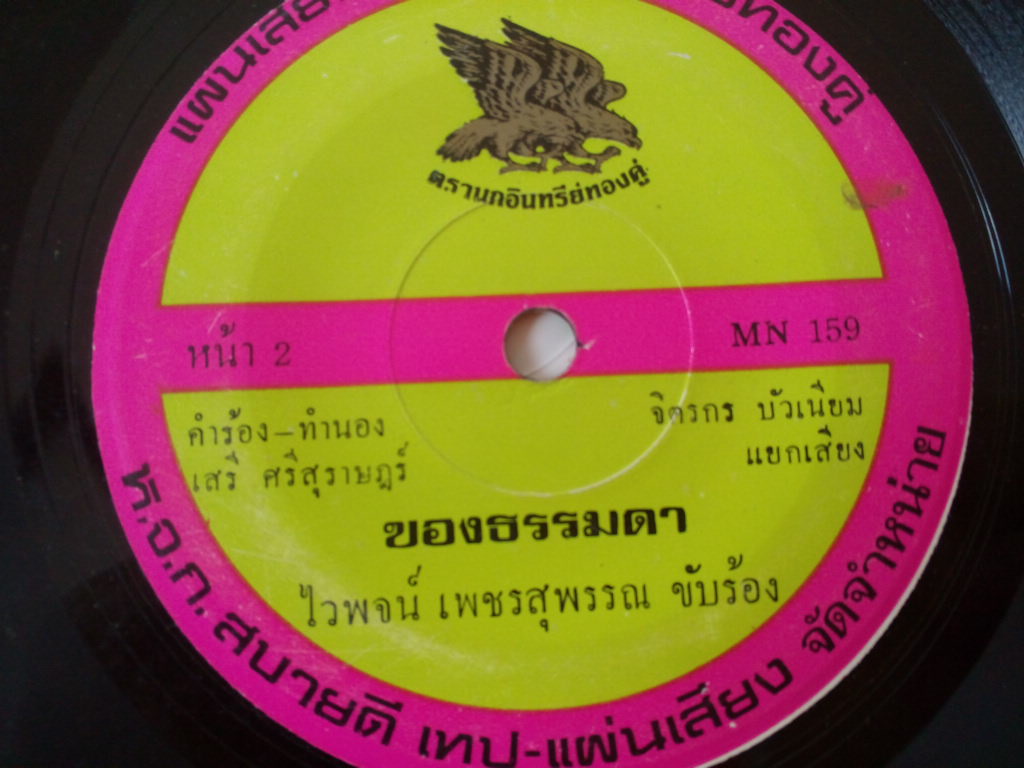 แผ่นเสียง
ทองคู่
ตรานกอินทรีย์ทองคู่
หน้า 2
MN 159
คำร้อง-ทำนอง
เสรี ศรีสุราษฎร์
จิตรกร บัวเนียม
แยกเสียง
ของธรรมดา
ไวพจน์ เพชรสุพรรณ ขับร้อง
ห.จ.ก. สบายดี เทป-แผ่นเสียง จัดจำหน่าย